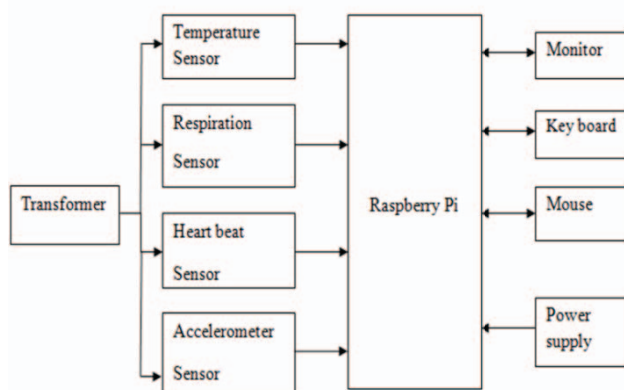 Transformer
Temperature
Sensor
Respiration
Sensor
Heart beat
Sensor
Accelerometer
Sensor
Raspberry Pi
Monitor
Key board
Mouse
Power
supply